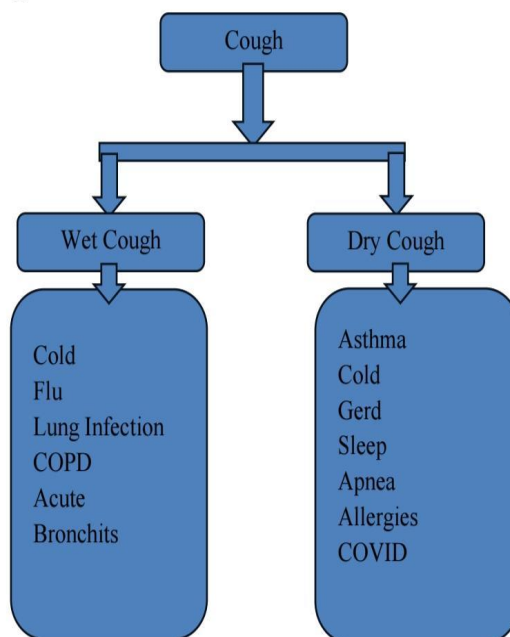 Cough
Wet Cough
Dry Cough
Cold
Flu
Lung Infection
COPD
Acute
Bronchits
Asthma
Cold
Gerd
Sleep
Apnea
Allergies
COVID